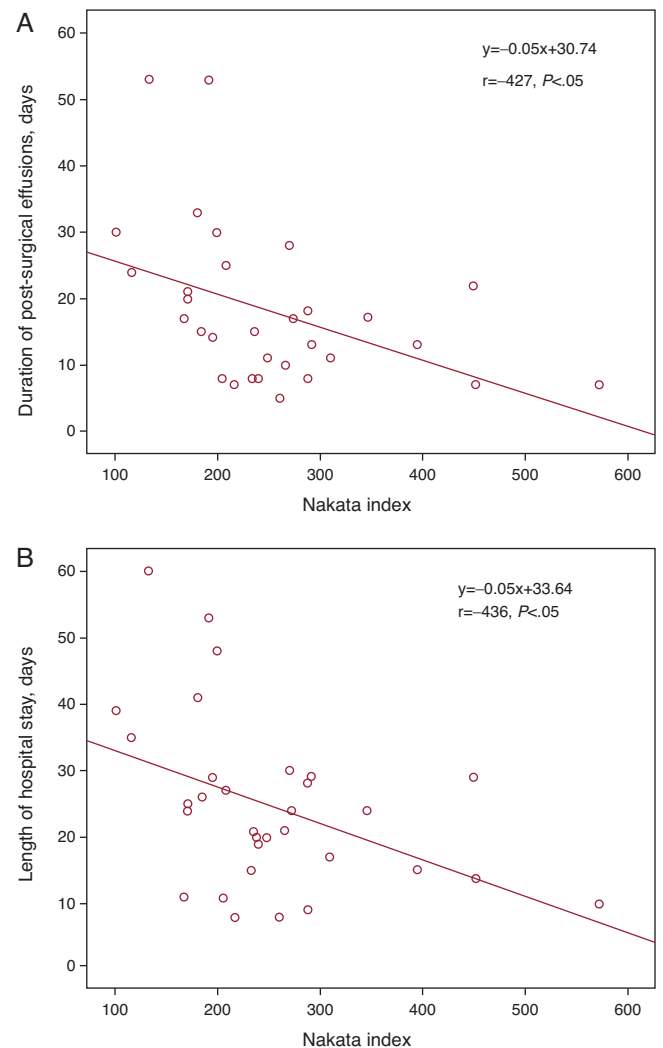 A
60
50
40
30
20
10
0
Duration of post-surgical effusions, days
y=−0.05x+30.74
r=−427, P<.05
100 200 300 400 500 600
Nakata index
B
60
50
40
30
20
10
0
Length of hospital stay, days
y=−0.05x+33.64
r=−436, P<.05
100 200 300 400 500 600
Nakata index